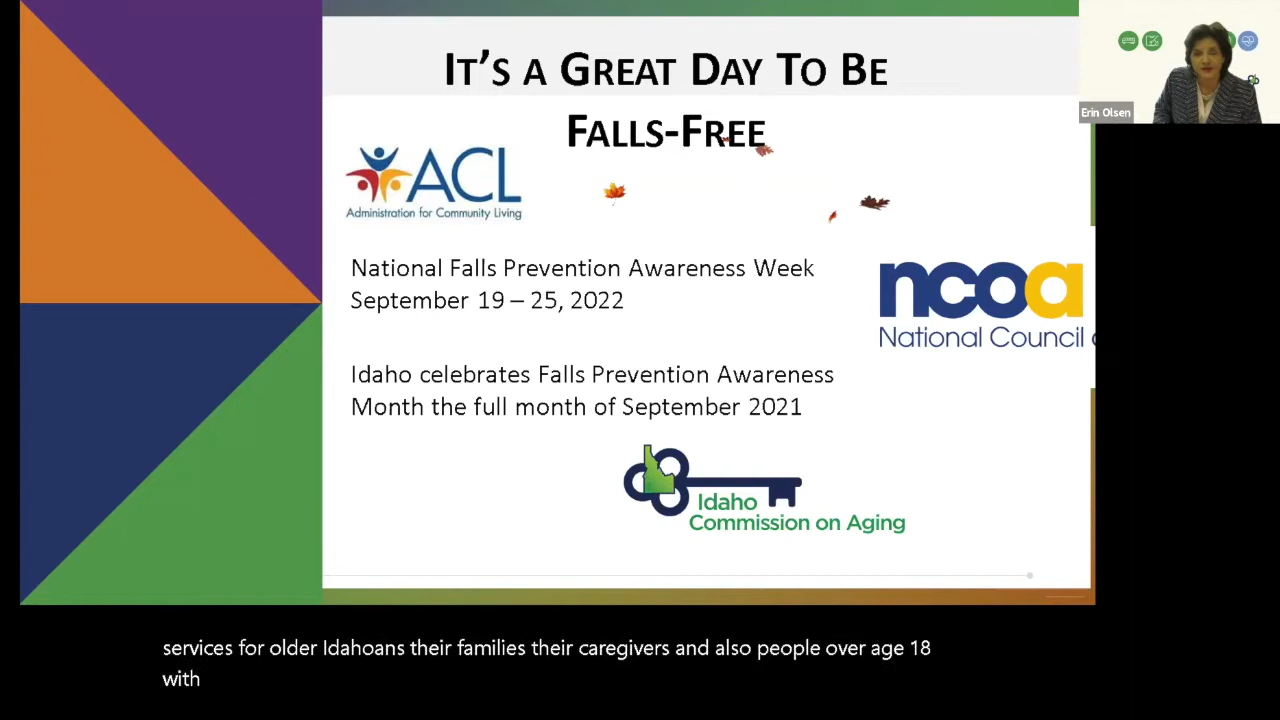 IT'S A GREAT DAY TO BE
FALLS-FREE
Erin Olsen
ACL
Administration for Community Living
National Falls Prevention Awareness Week
September 19 – 25, 2022
ncoa
National Council
Idaho celebrates Falls Prevention Awareness
Month the full month of September 2021
Idaho
Commission on Aging
services for older Idahoans their families their caregivers and also people over age 18
with